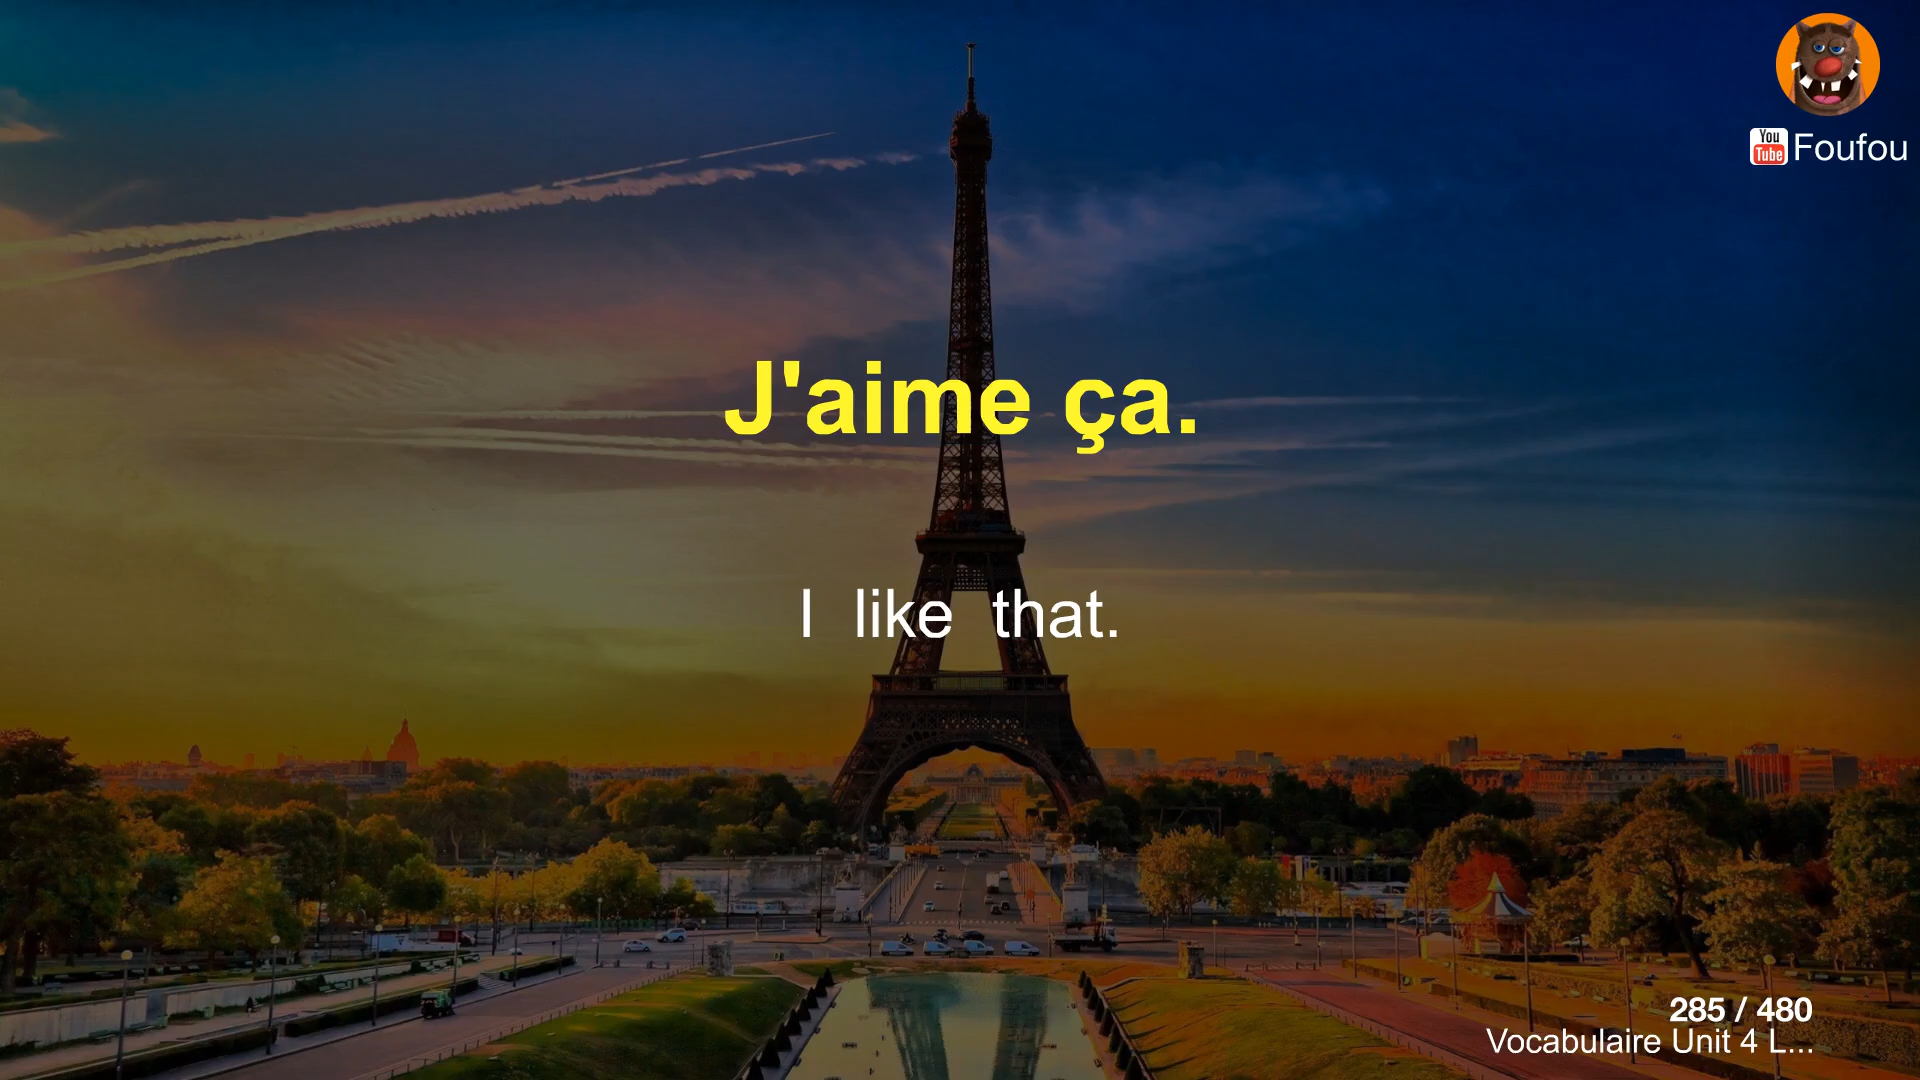 You
Tube
Foufou
J'aime ça.
I like that.
285 / 480
Vocabulaire Unit 4 L...